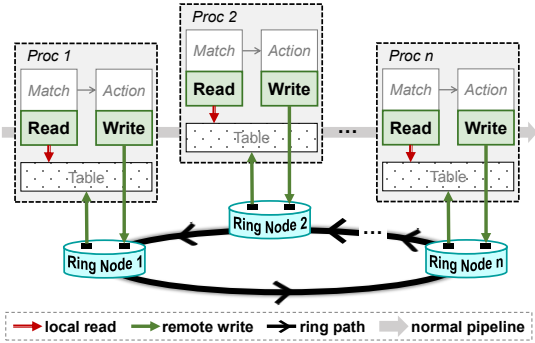 Proc 1
Match
Action
Read
Write
Table
Proc 2
Match
Action
Read
Write
Table
...
Proc n
Match
Action
Read
Write
Table
Ring Node 1
Ring Node 2
...
Ring Node n
local read
remote write
ring path
normal pipeline